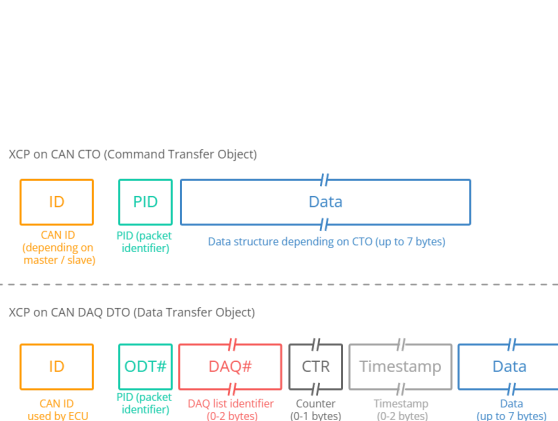 XCP on CAN CTO (Command Transfer Object)
ID PID Data
CAN ID
(depending on
master / slave)
PID (packet
identifier)
Data structure depending on CTO (up to 7 bytes)
XCP on CAN DAQ DTO (Data Transfer Object)
ID ODT# DAQ# CTR Timestamp Data
CAN ID
used by ECU
PID (packet
identifier)
DAQ list identifier
(0-2 bytes)
Counter
(0-1 bytes)
Timestamp
(0-2 bytes)
Data
(up to 7 bytes)